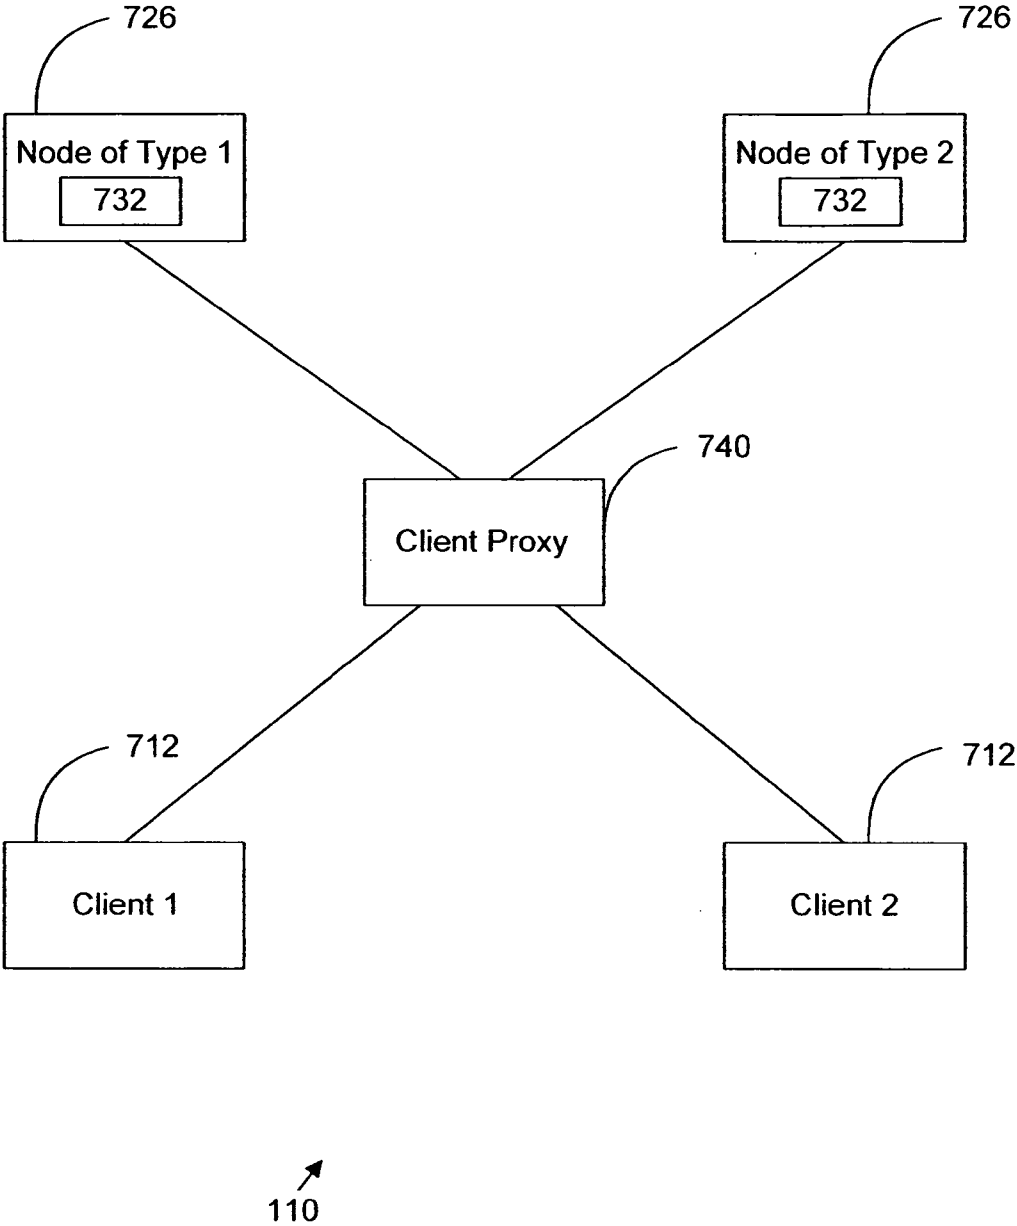 726
726
Node of Type 1
732
Node of Type 2
732
740
Client Proxy
712
712
Client 1
Client 2
110